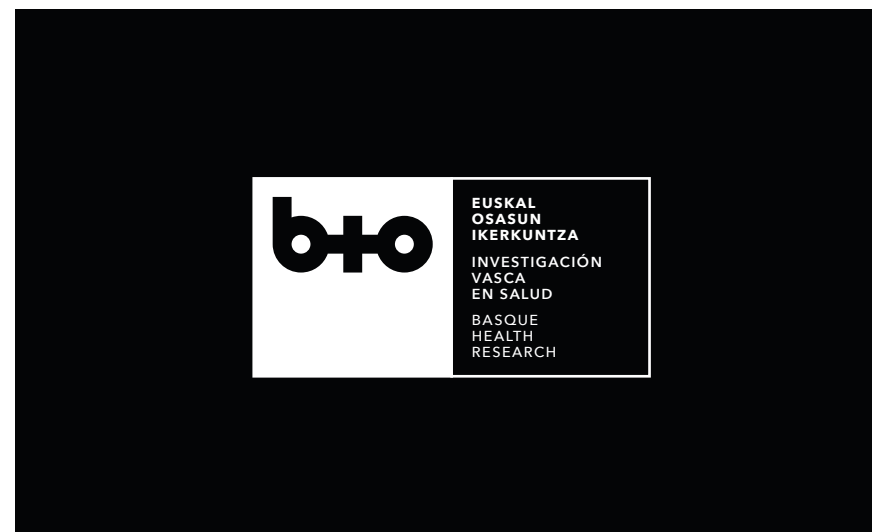 b+o
EUSKAL
OSASUN
IKERKUNTZA
INVESTIGACIÓN
VASCA
EN SALUD
BASQUE
HEALTH
RESEARCH